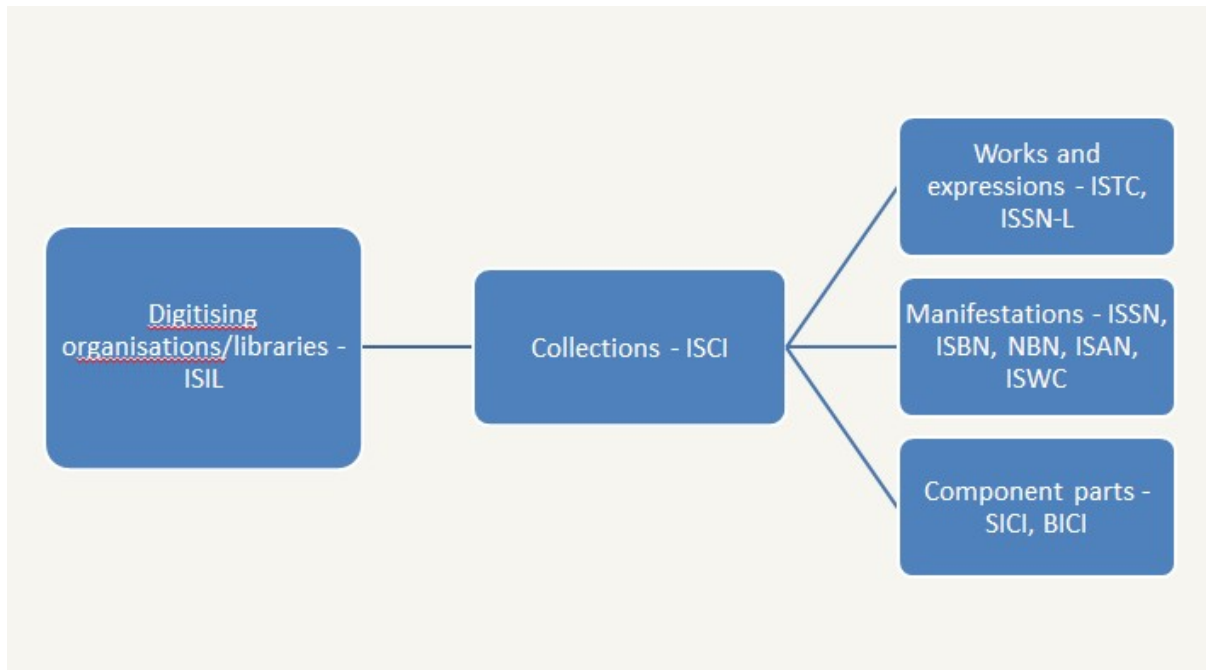 Digitising
organisations/libraries -
ISIL
Collections - ISCI
Works and
expressions - ISTC,
ISSN-L
Manifestations - ISSN,
ISBN, NBN, ISAN,
ISWC
Component parts -
SICI, BICI